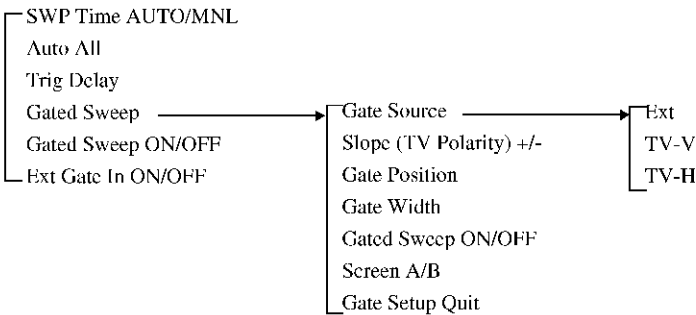 SWP Time AUTO/MNL
Auto All
Trig Delay
Gated Sweep
Gated Sweep ON/OFF
Ext Gate In ON/OFF
Gate Source
Slope (TV Polarity) +/-
Gate Position
Gate Width
Gated Sweep ON/OFF
Screen A/B
Gate Setup Quit
Ext
TV-V
TV-H